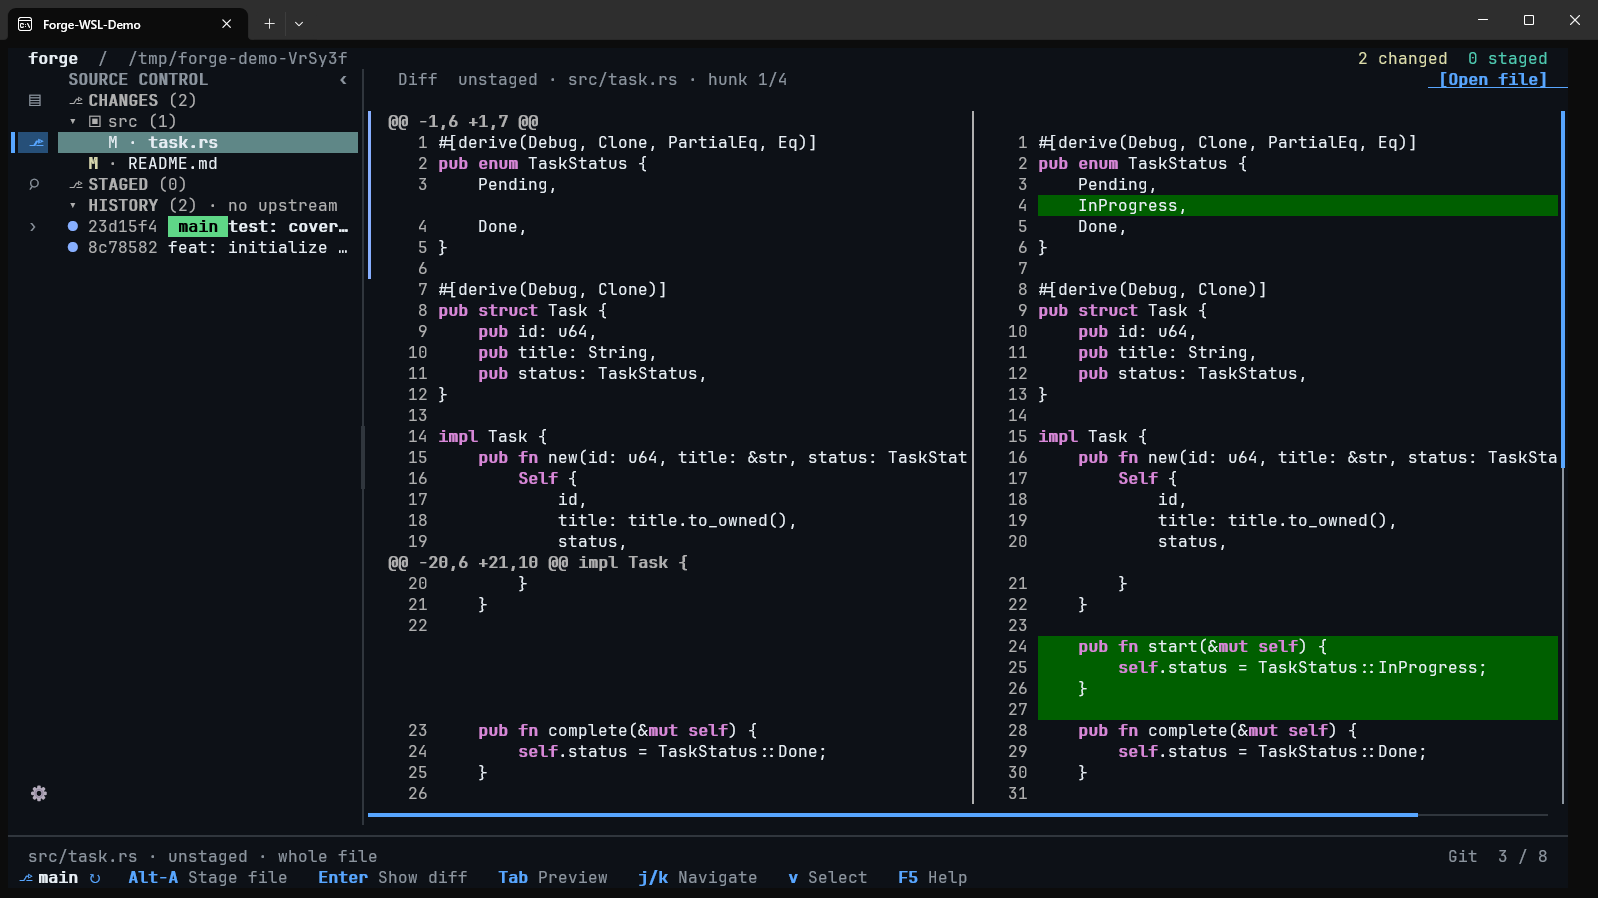 Forge-WSL-Demo
forge / /tmp/forge-demo-VrSy3f
2 changed 0 staged
SOURCE CONTROL
CHANGES (2)
src (1)
M · task.rs
M · README.md
STAGED (0)
HISTORY (2) · no upstream
23d15f4 main test: cover…
8c78582 feat: initialize …
Diff unstaged · src/task.rs · hunk 1/4
[Open file]
@@ -1,6 +1,7 @@
1 #[derive(Debug, Clone, PartialEq, Eq)]
2 pub enum TaskStatus {
3     Pending,
4     Done,
5 }
6
7 #[derive(Debug, Clone)]
8 pub struct Task {
9     pub id: u64,
10     pub title: String,
11     pub status: TaskStatus,
12 }
13
14 impl Task {
15     pub fn new(id: u64, title: &str, status: TaskStat
16         Self {
17             id,
18             title: title.to_owned(),
19             status,
@@ -20,6 +21,10 @@ impl Task {
20         }
21     }
22
23     pub fn complete(&mut self) {
24         self.status = TaskStatus::Done;
25     }
26
1 #[derive(Debug, Clone, PartialEq, Eq)]
2 pub enum TaskStatus {
3     Pending,
4     InProgress,
5     Done,
6 }
7
8 #[derive(Debug, Clone)]
9 pub struct Task {
10     pub id: u64,
11     pub title: String,
12     pub status: TaskStatus,
13 }
14
15 impl Task {
16     pub fn new(id: u64, title: &str, status: TaskSta
17         Self {
18             id,
19             title: title.to_owned(),
20             status,
21         }
22     }
23
24     pub fn start(&mut self) {
25         self.status = TaskStatus::InProgress;
26     }
27
28     pub fn complete(&mut self) {
29         self.status = TaskStatus::Done;
30     }
31
src/task.rs · unstaged · whole file
Git 3 / 8
main Alt-A Stage file Enter Show diff Tab Preview j/k Navigate v Select F5 Help